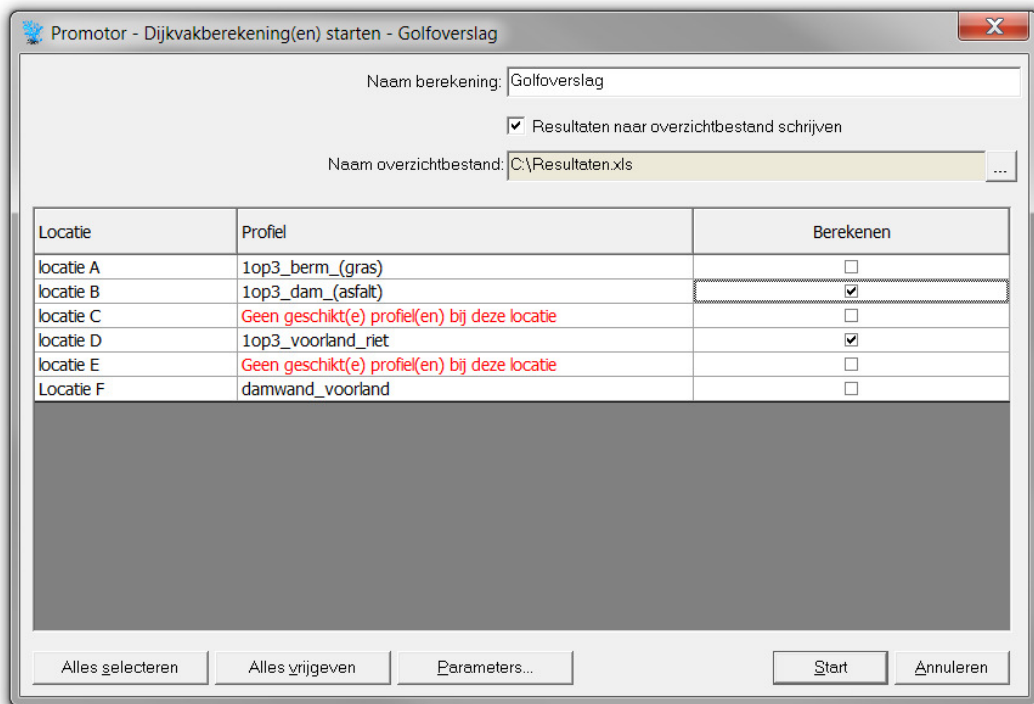 Promotor - Dijkvakberekening(en) starten - Golfoverslag
Naam berekening: Golfoverslag
Resultaten naar overzichtbestand schrijven
Naam overzichtbestand: C:\Resultaten.xls ...
Locatie Profiel Berekenen
locatie A 1op3_berm_(gras)
locatie B 1op3_dam_(asfalt)
locatie C Geen geschikt(e) profiel(en) bij deze locatie
locatie D 1op3_voorland_riet
locatie E Geen geschikt(e) profiel(en) bij deze locatie
Locatie F damwand_voorland
Alles selecteren Alles vrijgeven Parameters... Start Annuleren